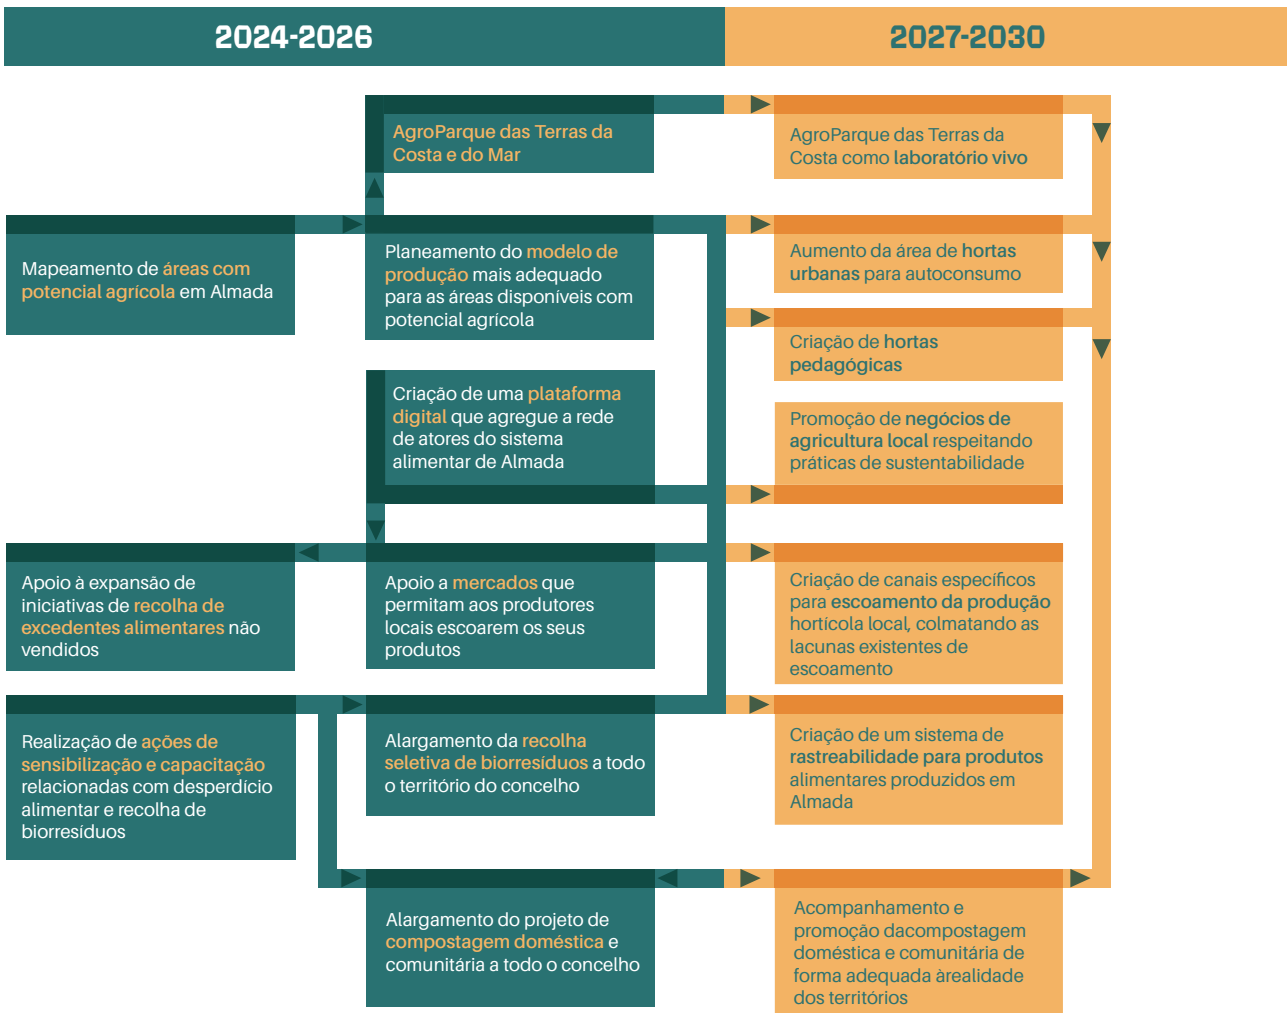 2024-2026
2027-2030
AgroParque das Terras da
Costa e do Mar
AgroParque das Terras da
Costa como laboratório vivo
Mapeamento de áreas com
potencial agrícola em Almada
Planeamento do modelo de
produção mais adequado
para as áreas disponíveis com
potencial agrícola
Aumento da área de hortas
urbanas para autoconsumo
Criação de hortas
pedagógicas
Criação de uma plataforma
digital que agregue a rede
de atores do sistema
alimentar de Almada
Promoção de negócios de
agricultura local respeitando
práticas de sustentabilidade
Apoio à expansão de
iniciativas de recolha de
excedentes alimentares não
vendidos
Apoio a mercados que
permitam aos produtores
locais escoarem os seus
produtos
Criação de canais específicos
para escoamento da produção
hortícola local, colmatando as
lacunas existentes de
escoamento
Realização de ações de
sensibilização e capacitação
relacionadas com desperdício
alimentar e recolha de
biorresíduos
Alargamento da recolha
seletiva de biorresíduos a todo
o território do concelho
Criação de um sistema de
rastreabilidade para produtos
alimentares produzidos em
Almada
Alargamento do projeto de
compostagem doméstica e
comunitária a todo o concelho
Acompanhamento e
promoção dacompostagem
doméstica e comunitária de
forma adequada àrealidade
dos territórios